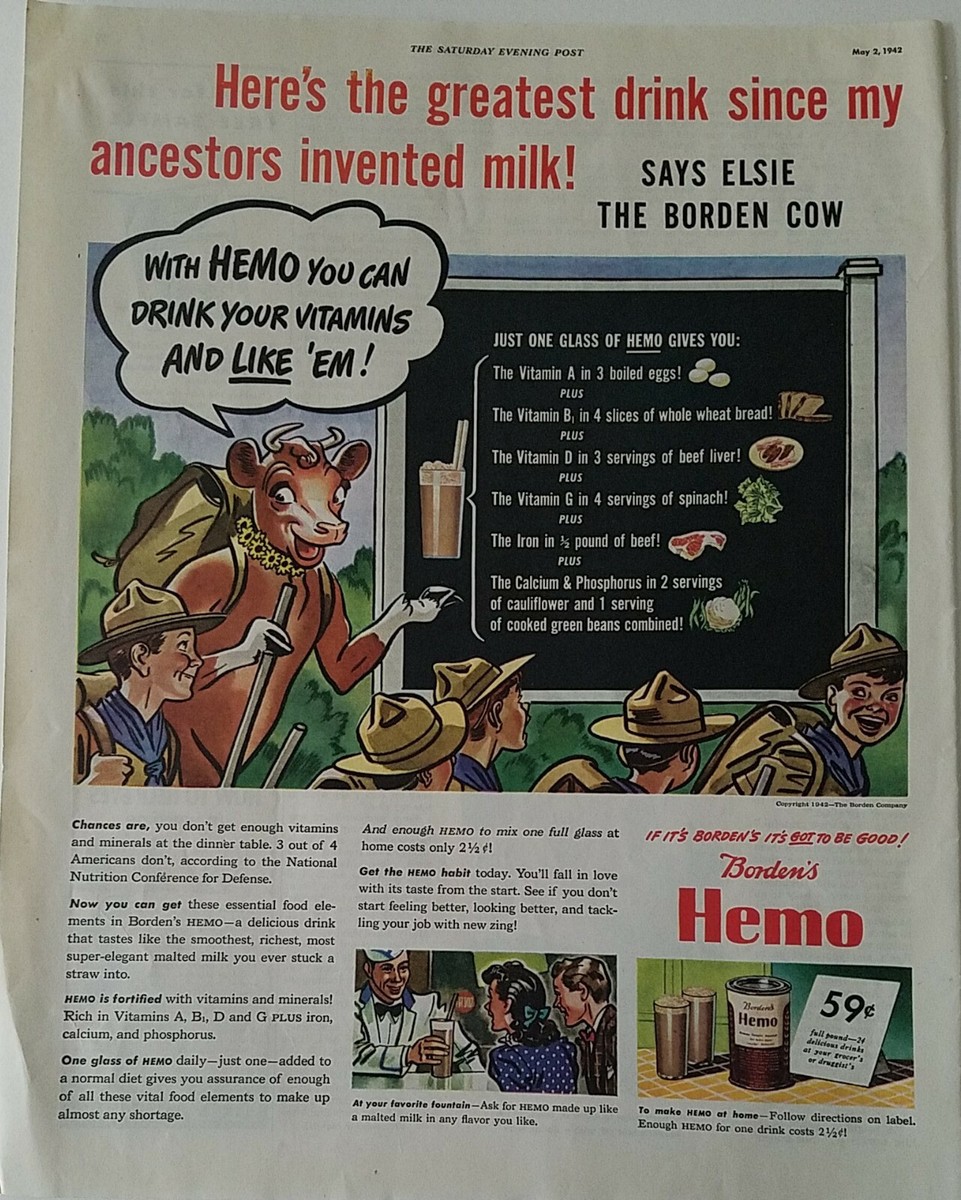 THE SATURDAY EVENING POST
May 2, 1942
Here's the greatest drink since my
ancestors invented milk!
SAYS ELSIE
THE BORDEN COW
WITH HEMO YOU CAN
DRINK YOUR VITAMINS
AND LIKE 'EM!
JUST ONE GLASS OF HEMO GIVES YOU:
The Vitamin A in 3 boiled eggs!
PLUS
The Vitamin B₁ in 4 slices of whole wheat bread!
PLUS
The Vitamin D in 3 servings of beef liver!
PLUS
The Vitamin G in 4 servings of spinach!
PLUS
The Iron in ½ pound of beef!
PLUS
The Calcium & Phosphorus in 2 servings
of cauliflower and 1 serving
of cooked green beans combined!
Copyright 1942—The Borden Company
Chances are, you don't get enough vitamins
and minerals at the dinner table. 3 out of 4
Americans don't, according to the National
Nutrition Conference for Defense.
Now you can get these essential food ele-
ments in Borden's HEMO—a delicious drink
that tastes like the smoothest, richest, most
super-elegant malted milk you ever stuck a
straw into.
HEMO is fortified with vitamins and minerals!
Rich in Vitamins A, B₁, D and G PLUS iron,
calcium, and phosphorus.
One glass of HEMO daily—just one—added to
a normal diet gives you assurance of enough
of all these vital food elements to make up
almost any shortage.
And enough HEMO to mix one full glass at
home costs only 2½¢!
Get the HEMO habit today. You'll fall in love
with its taste from the start. See if you don't
start feeling better, looking better, and tack-
ling your job with new zing!
At your favorite fountain—Ask for HEMO made up like
a malted milk in any flavor you like.
IF IT'S BORDEN'S IT'S GOT TO BE GOOD!
Borden's
Hemo
Borden's
Hemo
59¢
full pound—24
delicious drinks
at your grocer's
or druggist's
To make HEMO at home—Follow directions on label.
Enough HEMO for one drink costs 2½¢!